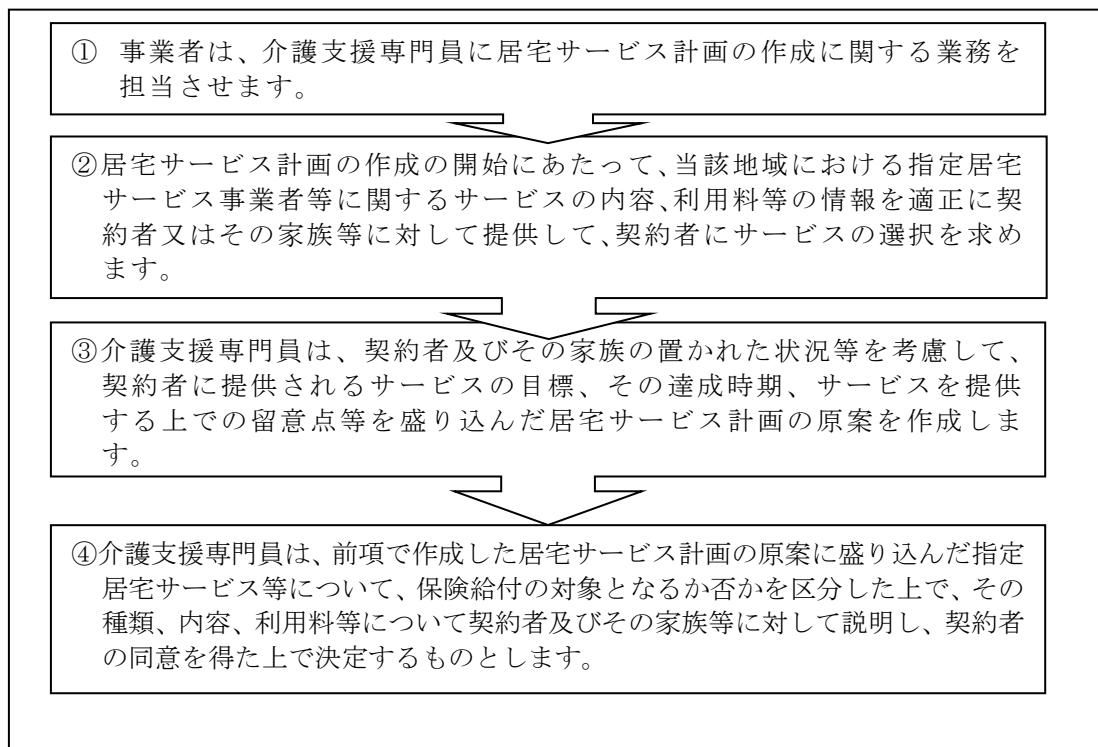 ① 事業者は、介護支援専門員に居宅サービス計画の作成に関する業務を
担当させます。
②居宅サービス計画の作成の開始にあたって、当該地域における指定居宅
サービス事業者等に関するサービスの内容、利用料等の情報を適正に契
約者又はその家族等に対して提供して、契約者にサービスの選択を求め
ます。
③介護支援専門員は、契約者及びその家族の置かれた状況等を考慮して、
契約者に提供されるサービスの目標、その達成時期、サービスを提供
する上での留意点等を盛り込んだ居宅サービス計画の原案を作成しま
す。
④介護支援専門員は、前項で作成した居宅サービス計画の原案に盛り込んだ指定
居宅サービス等について、保険給付の対象となるか否かを区分した上で、その
種類、内容、利用料等について契約者及びその家族等に対して説明し、契約者
の同意を得た上で決定するものとします。